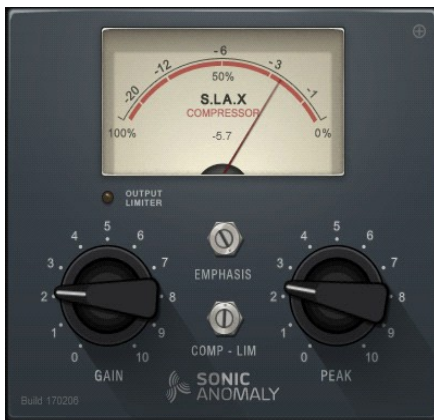 -20 -12 -6 -3 -1
100% 50% 0%
S.LA.X
COMPRESSOR
-5.7
OUTPUT
LIMITER
EMPHASIS
0 1 2 3 4 5 6 7 8 9 10
GAIN
COMP - LIM
0 1 2 3 4 5 6 7 8 9 10
PEAK
SONIC
ANOMALY
Build 170206